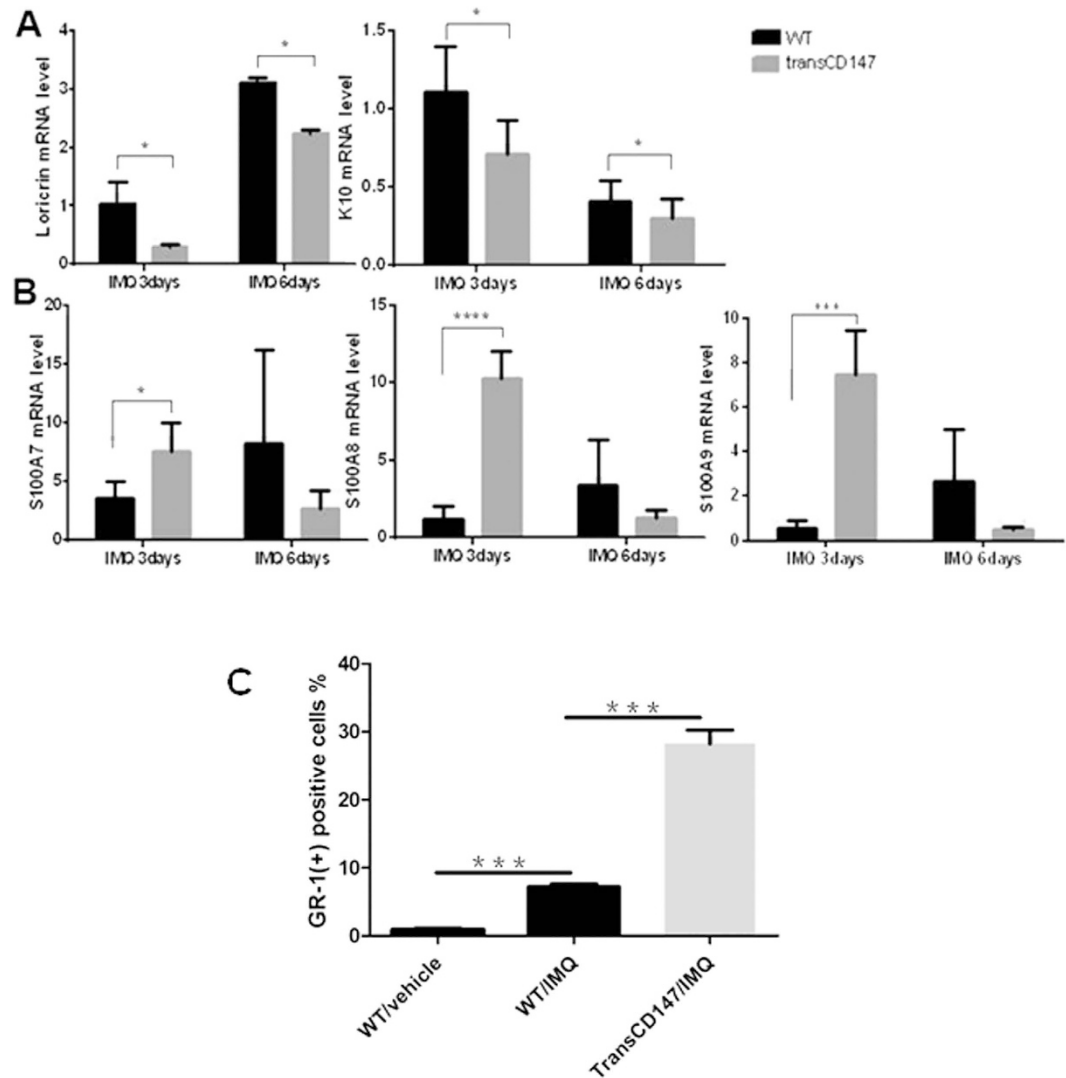 A
Loricrin mRNA level
4
3
2
1
0
*
*
IMQ 3days
IMQ 6days
K10 mRNA level
1.5
1.0
0.5
0.0
*
*
IMQ 3days
IMQ 6days
WT
transCD147
B
S100A7 mRNA level
20
15
10
5
0
*
IMQ 3days
IMQ 6days
S100A8 mRNA level
15
10
5
0
****
IMQ 3days
IMQ 6days
S100A9 mRNA level
10
8
6
4
2
0
***
IMQ 3days
IMQ 6days
C
GR-1(+) positive cells %
40
30
20
10
0
***
***
WT/vehicle
WT/IMQ
TransCD147/IMQ